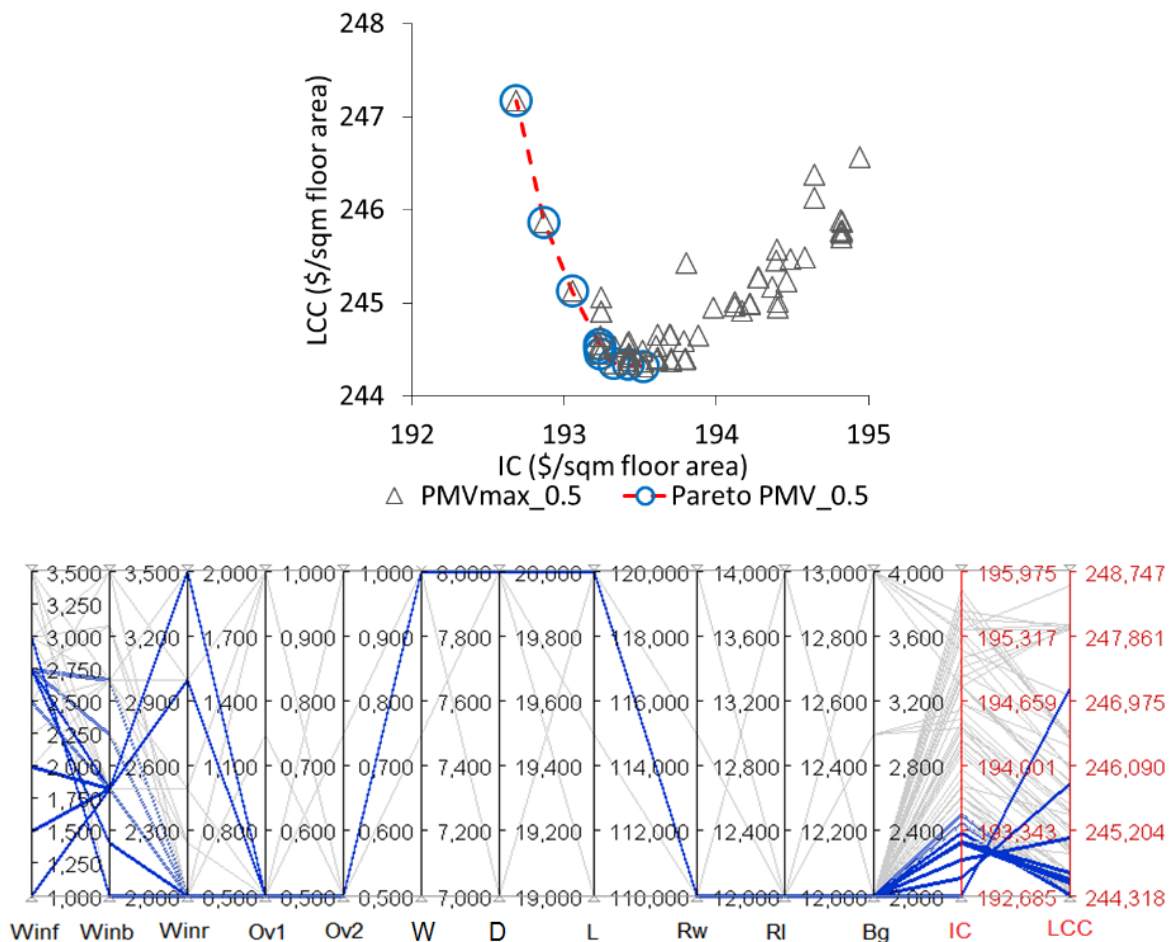 248
247
246
245
244
LCC ($/sqm floor area)
192 193 194 195
IC ($/sqm floor area)
PMVmax_0.5 Pareto PMV_0.5
3,500 3,500 2,000 1,000 1,000 8,000 20,000 120,000 14,000 13,000 4,000 195,975 248,747
3,250
3,000 3,200 1,700 0,900 0,900 7,800 19,800 118,000 13,600 12,800 3,600 195,317 247,861
2,750
2,500 2,900 1,400 0,800 0,800 7,600 19,600 116,000 13,200 12,600 3,200 194,659 246,975
2,250
2,000 2,600 1,100 0,700 0,700 7,400 19,400 114,000 12,800 12,400 2,800 194,001 246,090
1,750
1,500 2,300 0,800 0,600 0,600 7,200 19,200 112,000 12,400 12,200 2,400 193,343 245,204
1,250
1,000 2,000 0,500 0,500 0,500 7,000 19,000 110,000 12,000 12,000 2,000 192,685 244,318
Winf Winb Winr Ov1 Ov2 W D L Rw Rl Bg IC LCC